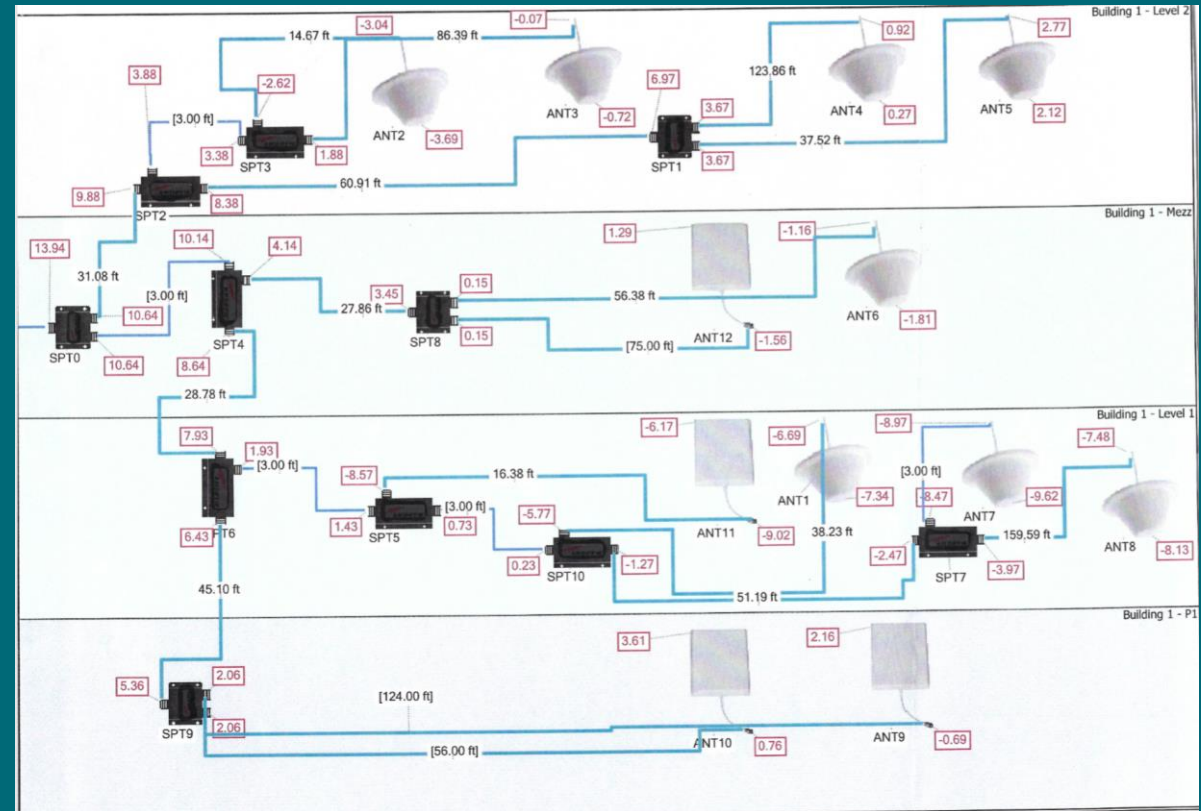 Building 1 - Level 2
-3.04
-0.07
0.92
2.77
14.67 ft
86.39 ft
3.88
-2.62
6.97
123.86 ft
[3.00 ft]
3.67
ANT3
-0.72
ANT4
0.27
ANT5
2.12
3.38
SPT3
1.88
ANT2
-3.69
SPT1
3.67
37.52 ft
9.88
SPT2
8.38
60.91 ft
Building 1 - Mezz
13.94
10.14
4.14
1.29
-1.16
31.08 ft
[3.00 ft]
3.45
0.15
56.38 ft
10.64
27.86 ft
0.15
ANT6
-1.81
SPT0
10.64
SPT4
8.64
SPT8
[75.00 ft]
ANT12
-1.56
28.78 ft
Building 1 - Level 1
7.93
1.93
-6.17
-6.69
-8.97
-7.48
[3.00 ft]
-8.57
16.38 ft
[3.00 ft]
ANT1
-7.34
-8.47
-9.62
6.43
T6
1.43
SPT5
0.73
[3.00 ft]
-5.77
ANT11
-9.02
38.23 ft
ANT7
159,59 ft
ANT8
-8.13
0.23
SPT10
-1.27
-2.47
SPT7
-3.97
45.10 ft
51.19 ft
Building 1 - P1
3.61
2.16
5.36
2.06
[124.00 ft]
SPT9
2.06
[56.00 ft]
ANT10
0.76
ANT9
-0.69